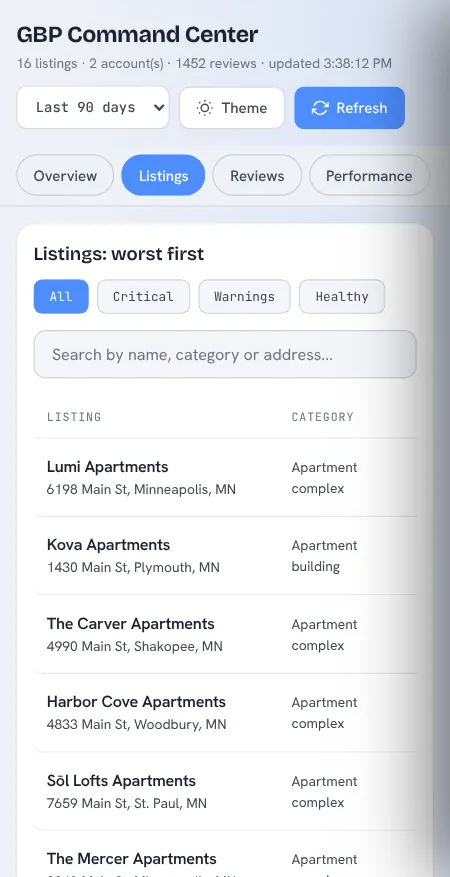 GBP Command Center
16 listings · 2 account(s) · 1452 reviews · updated 3:38:12 PM
Last 90 days
Theme
Refresh
Overview
Listings
Reviews
Performance
Listings: worst first
All
Critical
Warnings
Healthy
Search by name, category or address...
LISTING
CATEGORY
Lumi Apartments
6198 Main St, Minneapolis, MN
Apartment
complex
Kova Apartments
1430 Main St, Plymouth, MN
Apartment
building
The Carver Apartments
4990 Main St, Shakopee, MN
Apartment
complex
Harbor Cove Apartments
4833 Main St, Woodbury, MN
Apartment
complex
Sōl Lofts Apartments
7659 Main St, St. Paul, MN
Apartment
complex
The Mercer Apartments
Apartment